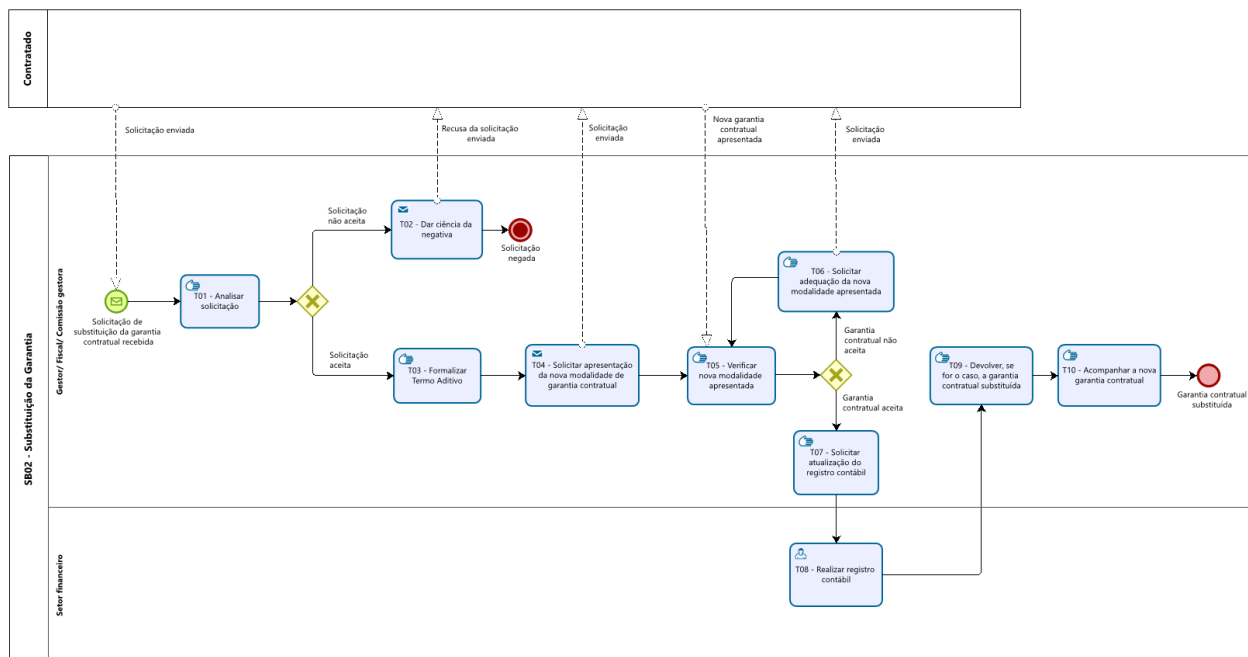 Contratado
Solicitação enviada
Recusa da solicitação
enviada
Solicitação
enviada
Nova garantia
contratual
apresentada
Solicitação
enviada
SB02 - Substituição da Garantia
Gestor/ Fiscal/ Comissão gestora
Solicitação de
substituição da garantia
contratual recebida
T01 - Analisar
solicitação
Solicitação
não aceita
T02 - Dar ciência da
negativa
Solicitação
negada
Solicitação
aceita
T03 - Formalizar
Termo Aditivo
T04 - Solicitar apresentação
da nova modalidade de
garantia contratual
T05 - Verificar
nova modalidade
apresentada
T06 - Solicitar
adequação da nova
modalidade apresentada
Garantia
contratual não
aceita
Garantia
contratual aceita
T07 - Solicitar
atualização do
registro contábil
T09 - Devolver, se
for o caso, a garantia
contratual substituída
T10 - Acompanhar a nova
garantia contratual
Garantia contratual
substituída
Setor financeiro
T08 - Realizar registro
contábil